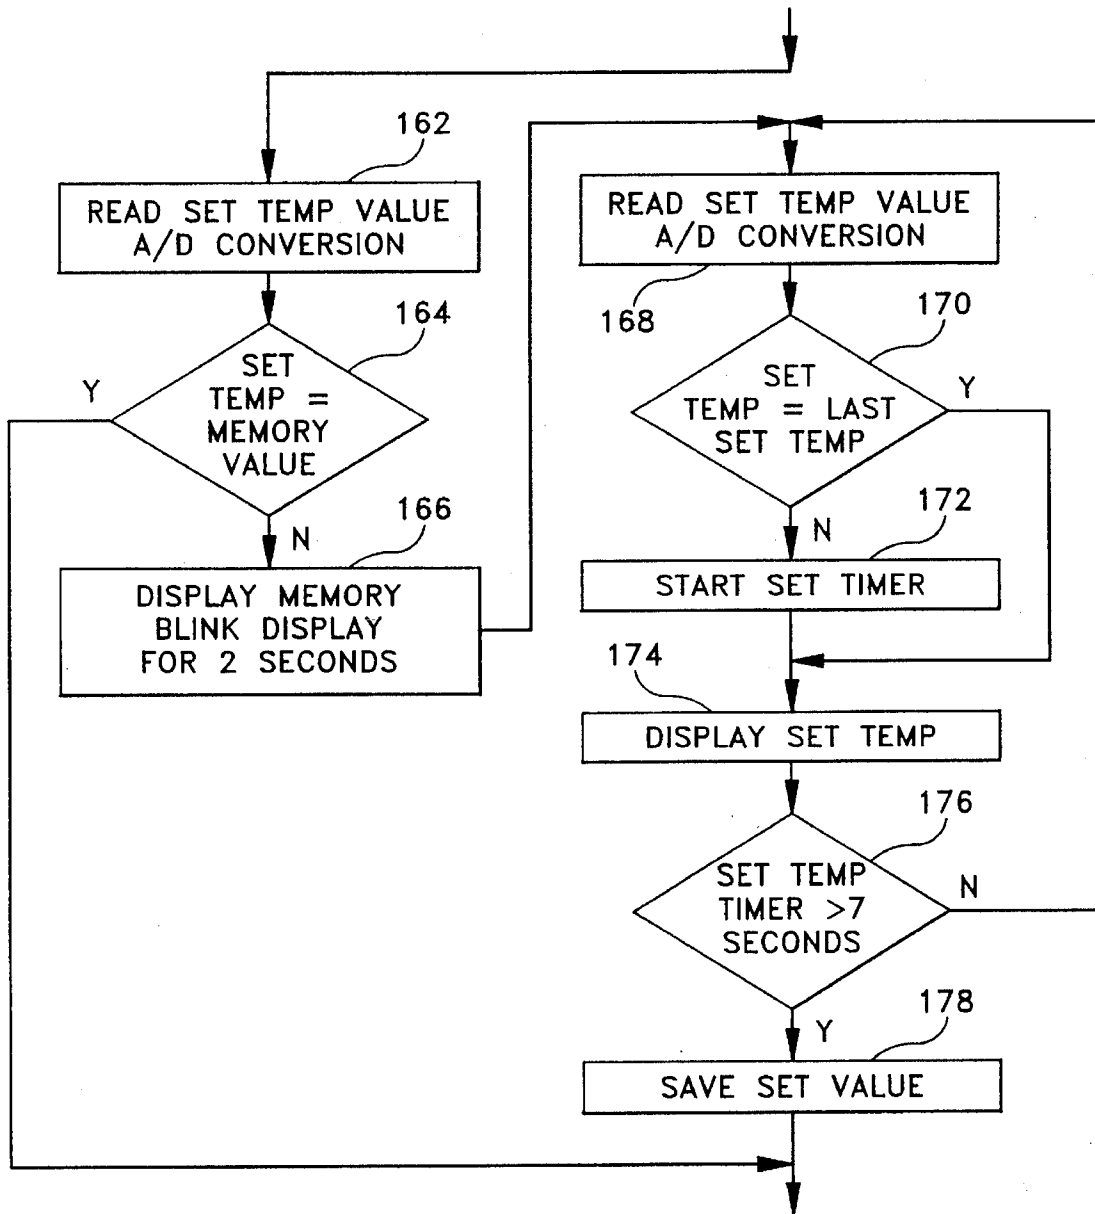 162
READ SET TEMP VALUE
A/D CONVERSION
164
SET
TEMP =
MEMORY
VALUE
Y
N
166
DISPLAY MEMORY
BLINK DISPLAY
FOR 2 SECONDS
READ SET TEMP VALUE
A/D CONVERSION
168
170
SET
TEMP = LAST
SET TEMP
Y
N
172
START SET TIMER
174
DISPLAY SET TEMP
176
SET TEMP
TIMER >7
SECONDS
N
Y
178
SAVE SET VALUE